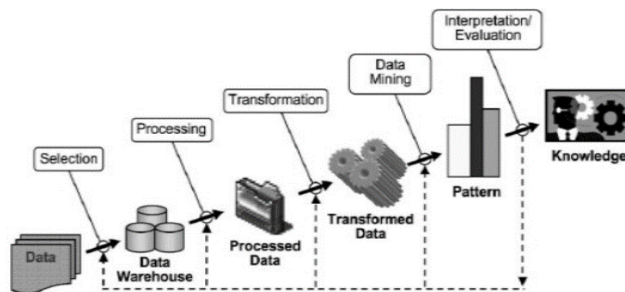 Interpretation/
Evaluation
Data
Mining
Transformation
Processing
Selection
Data
Data
Warehouse
Processed
Data
Transformed
Data
Pattern
Knowledge